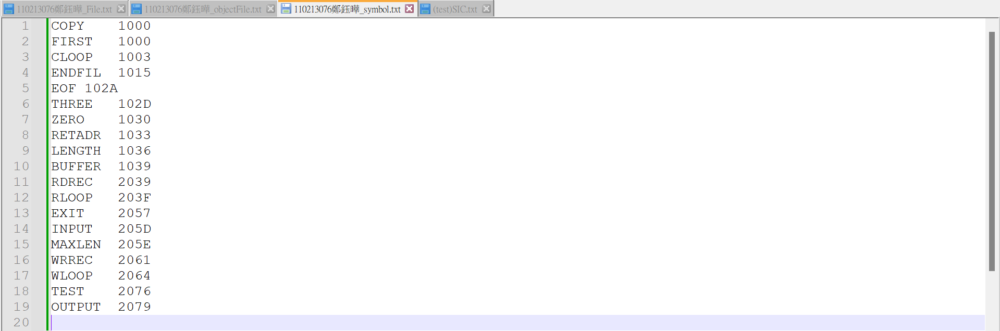 110213076鄭鈺曄_File.txt 110213076鄭鈺曄_objectFile.txt 110213076鄭鈺曄_symbol.txt (test)SIC.txt
1 COPY 1000
2 FIRST 1000
3 CLOOP 1003
4 ENDFIL 1015
5 EOF 102A
6 THREE 102D
7 ZERO 1030
8 RETADR 1033
9 LENGTH 1036
10 BUFFER 1039
11 RDREC 2039
12 RLOOP 203F
13 EXIT 2057
14 INPUT 205D
15 MAXLEN 205E
16 WRREC 2061
17 WLOOP 2064
18 TEST 2076
19 OUTPUT 2079
20